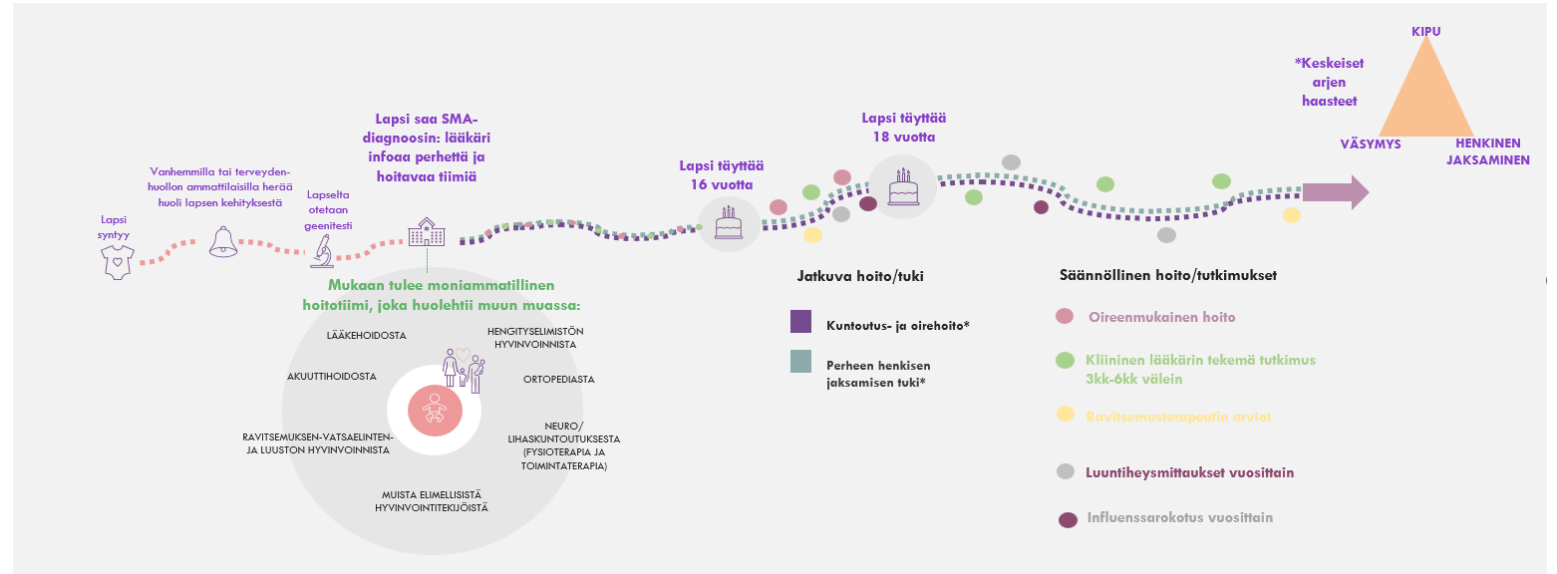 Lapsi
syntyy
Vanhemmilla tai terveyden-
huollon ammattilaisilla herää
huoli lapsen kehityksestä
Lapselta
otetaan
geenitesti
Lapsi saa SMA-
diagnoosin: lääkäri
infoaa perhettä ja
hoitavaa tiimiä
Lapsi täyttää
16 vuotta
Lapsi täyttää
18 vuotta
*Keskeiset
arjen
haasteet
KIPU
VÄSYMYS
HENKINEN
JAKSAMINEN
Mukaan tulee moniammatillinen
hoitotiimi, joka huolehtii muun muassa:
LÄÄKEHOIDOSTA
HENGITYSELIMISTÖN
HYVINVOINNISTA
AKUUTTIHOIDOSTA
ORTOPEDIASTA
RAVITSEMUKSEN-VATSAELINTEN-
JA LUUSTON HYVINVOINNISTA
NEURO/
LIHASKUNTOUTUKSESTA
(FYSIOTERAPIA JA
TOIMINTATERAPIA)
MUISTA ELIMELLISISTÄ
HYVINVOINTITEKIJÖISTÄ
Jatkuva hoito/tuki
Kuntoutus- ja oirehoito*
Perheen henkisen
jaksamisen tuki*
Säännöllinen hoito/tutkimukset
Oireenmukainen hoito
Kliininen lääkärin tekemä tutkimus
3kk-6kk välein
Ravitsemusterapeutin arviot
Luuntiheysmittaukset vuosittain
Influenssarokotus vuosittain